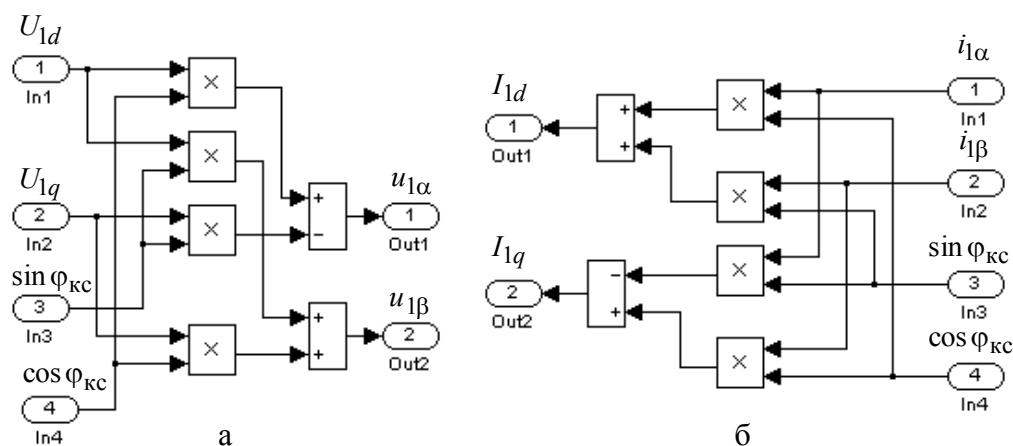 U1d
1
In1
U1q
2
In2
sin φкс
3
In3
cos φкс
4
In4
×
×
×
×
+
−
+
+
u1α
1
Out1
u1β
2
Out2
а
I1d
1
Out1
I1q
2
Out2
+
+
−
+
×
×
×
×
i1α
1
In1
i1β
2
In2
sin φкс
3
In3
cos φкс
4
In4
б